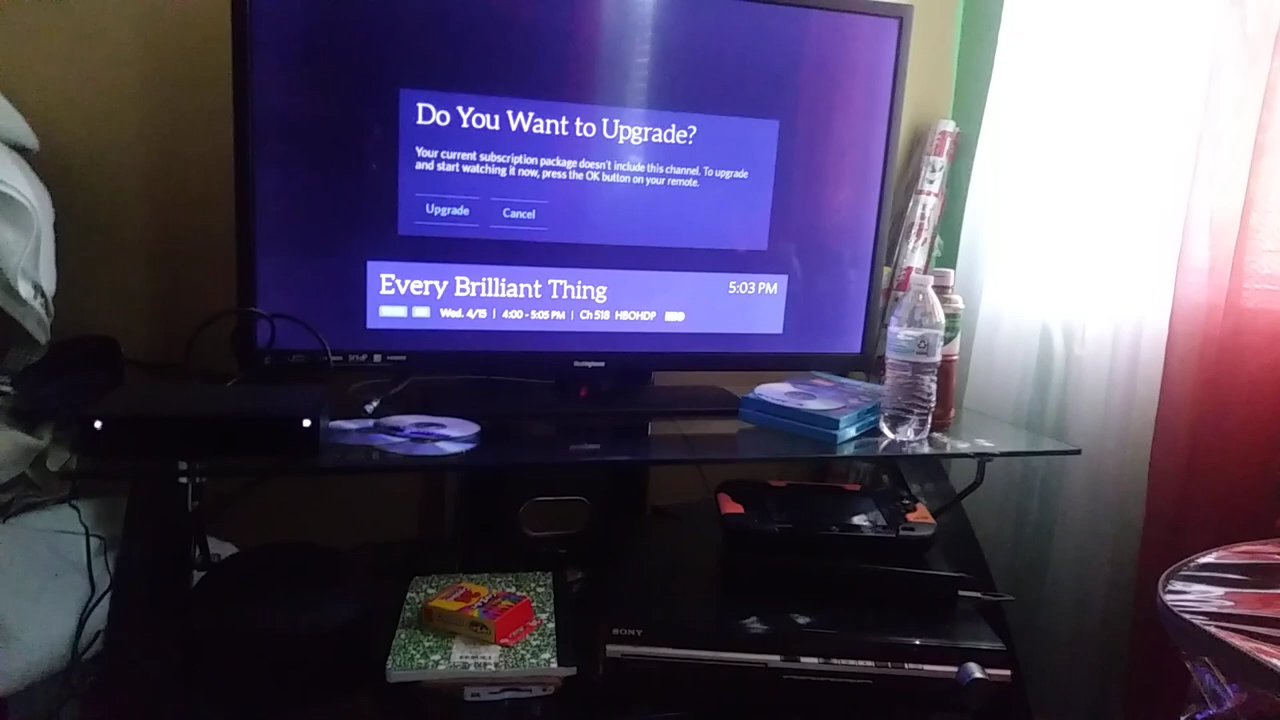 Do You Want to Upgrade?
Your current subscription package doesn't include this channel. To upgrade
and start watching it now, press the OK button on your remote.
Upgrade Cancel
Every Brilliant Thing 5:03 PM
Wed. 4/15 | 4:00 - 5:05 PM | Ch 518 HBOHDP HBO
Westinghouse
SONY